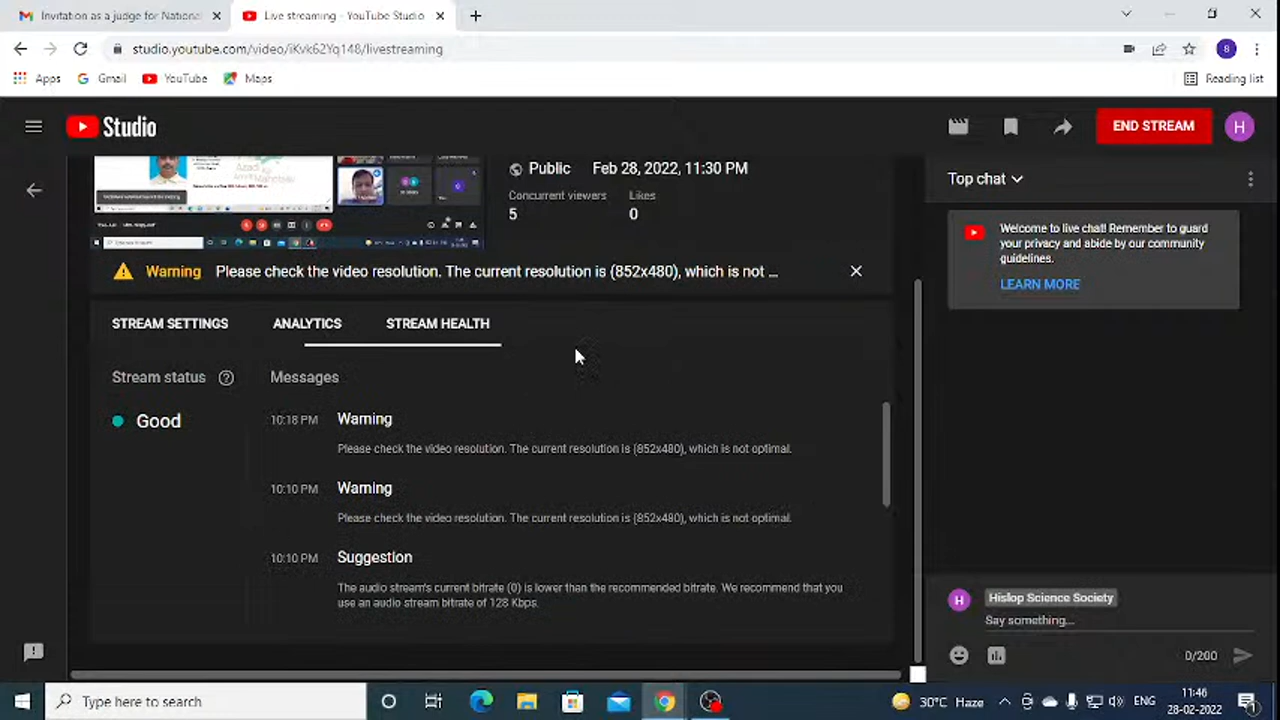 Invitation as a judge for Nationa
Live streaming - YouTube Studio
studio.youtube.com/video/iKvk62Yq148/livestreaming
Apps
Gmail
YouTube
Maps
Reading list
Studio
END STREAM
H
Public
Feb 28, 2022, 11:30 PM
Concurrent viewers
Likes
5
0
Top chat
Welcome to live chat! Remember to guard
your privacy and abide by our community
guidelines.
LEARN MORE
Warning
Please check the video resolution. The current resolution is (852x480), which is not ...
STREAM SETTINGS
ANALYTICS
STREAM HEALTH
Stream status
Messages
Good
10:18 PM
Warning
Please check the video resolution. The current resolution is (852x480), which is not optimal.
10:10 PM
Warning
Please check the video resolution. The current resolution is (852x480), which is not optimal.
10:10 PM
Suggestion
The audio stream's current bitrate (0) is lower than the recommended bitrate. We recommend that you
use an audio stream bitrate of 128 Kbps.
H
Hislop Science Society
Say something...
0/200
Type here to search
30°C Haze
ENG
11:46
28-02-2022